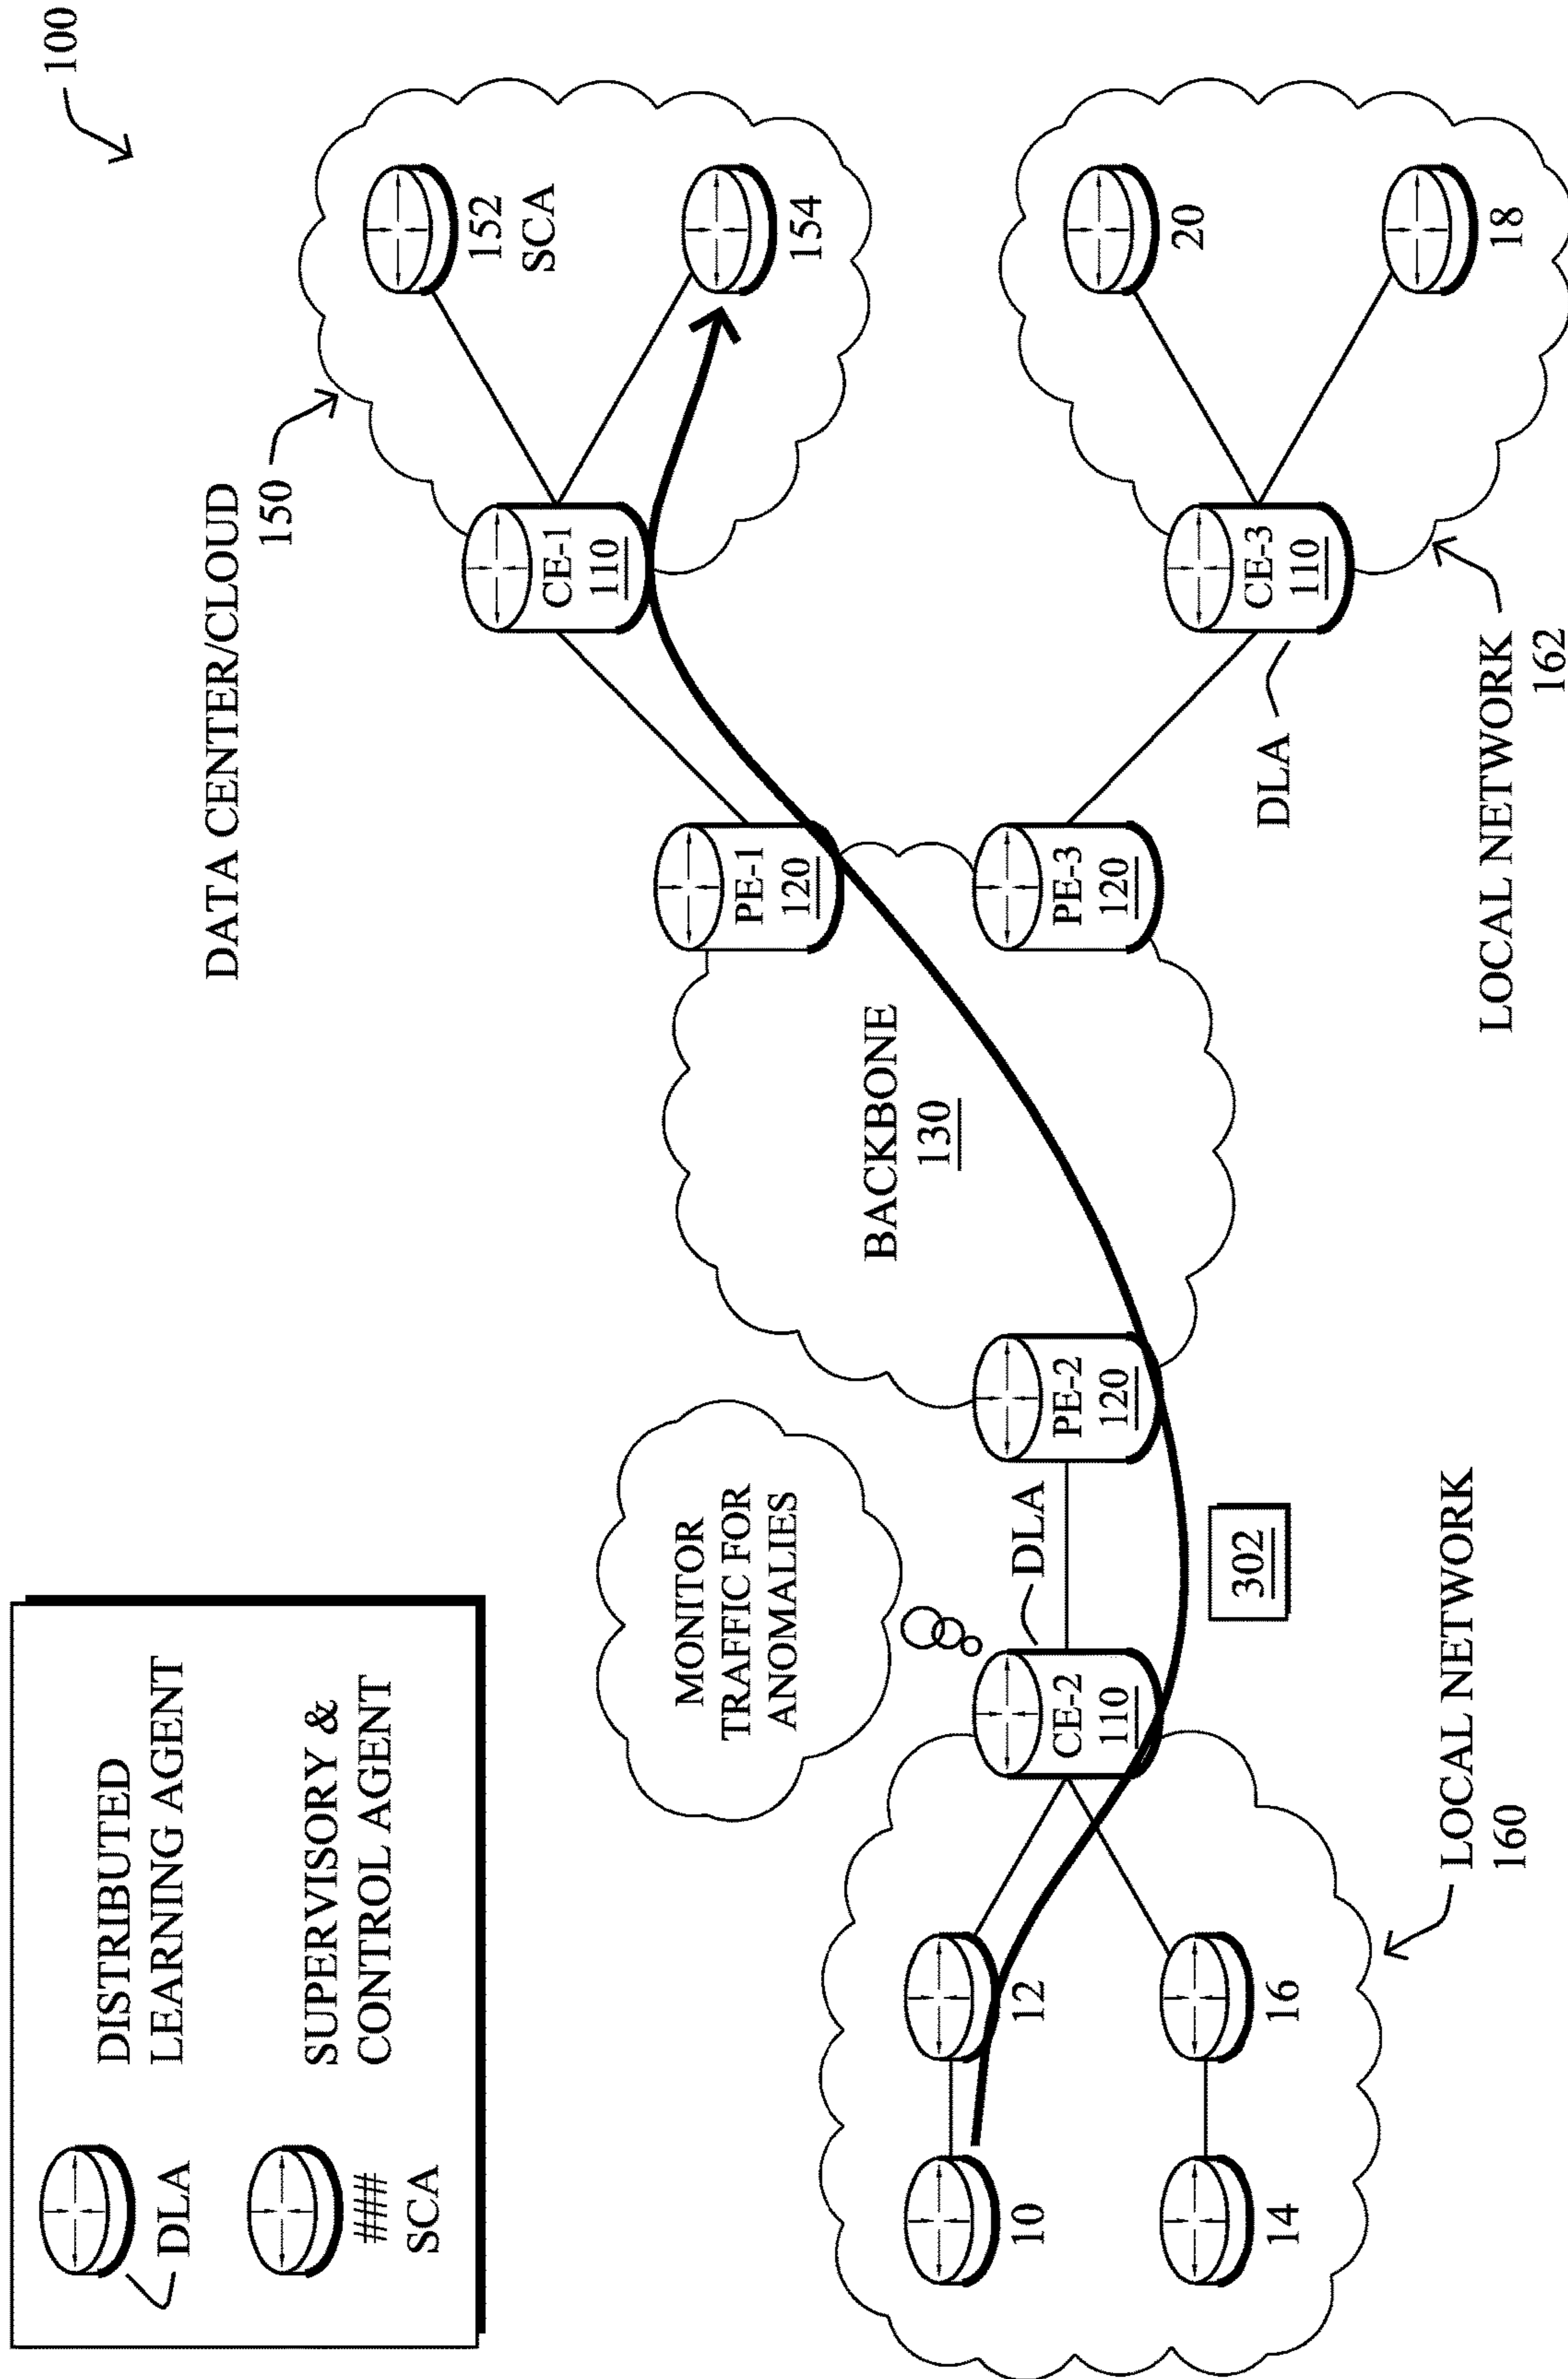 DISTRIBUTED
LEARNING AGENT
DLA
SUPERVISORY &
CONTROL AGENT
###
SCA
100
DATA CENTER/CLOUD
150
152
SCA
154
CE-1
110
PE-1
120
BACKBONE
130
MONITOR
TRAFFIC FOR
ANOMALIES
10
12
14
16
CE-2
110
DLA
PE-2
120
302
PE-3
120
CE-3
110
DLA
20
18
LOCAL NETWORK
160
LOCAL NETWORK
162